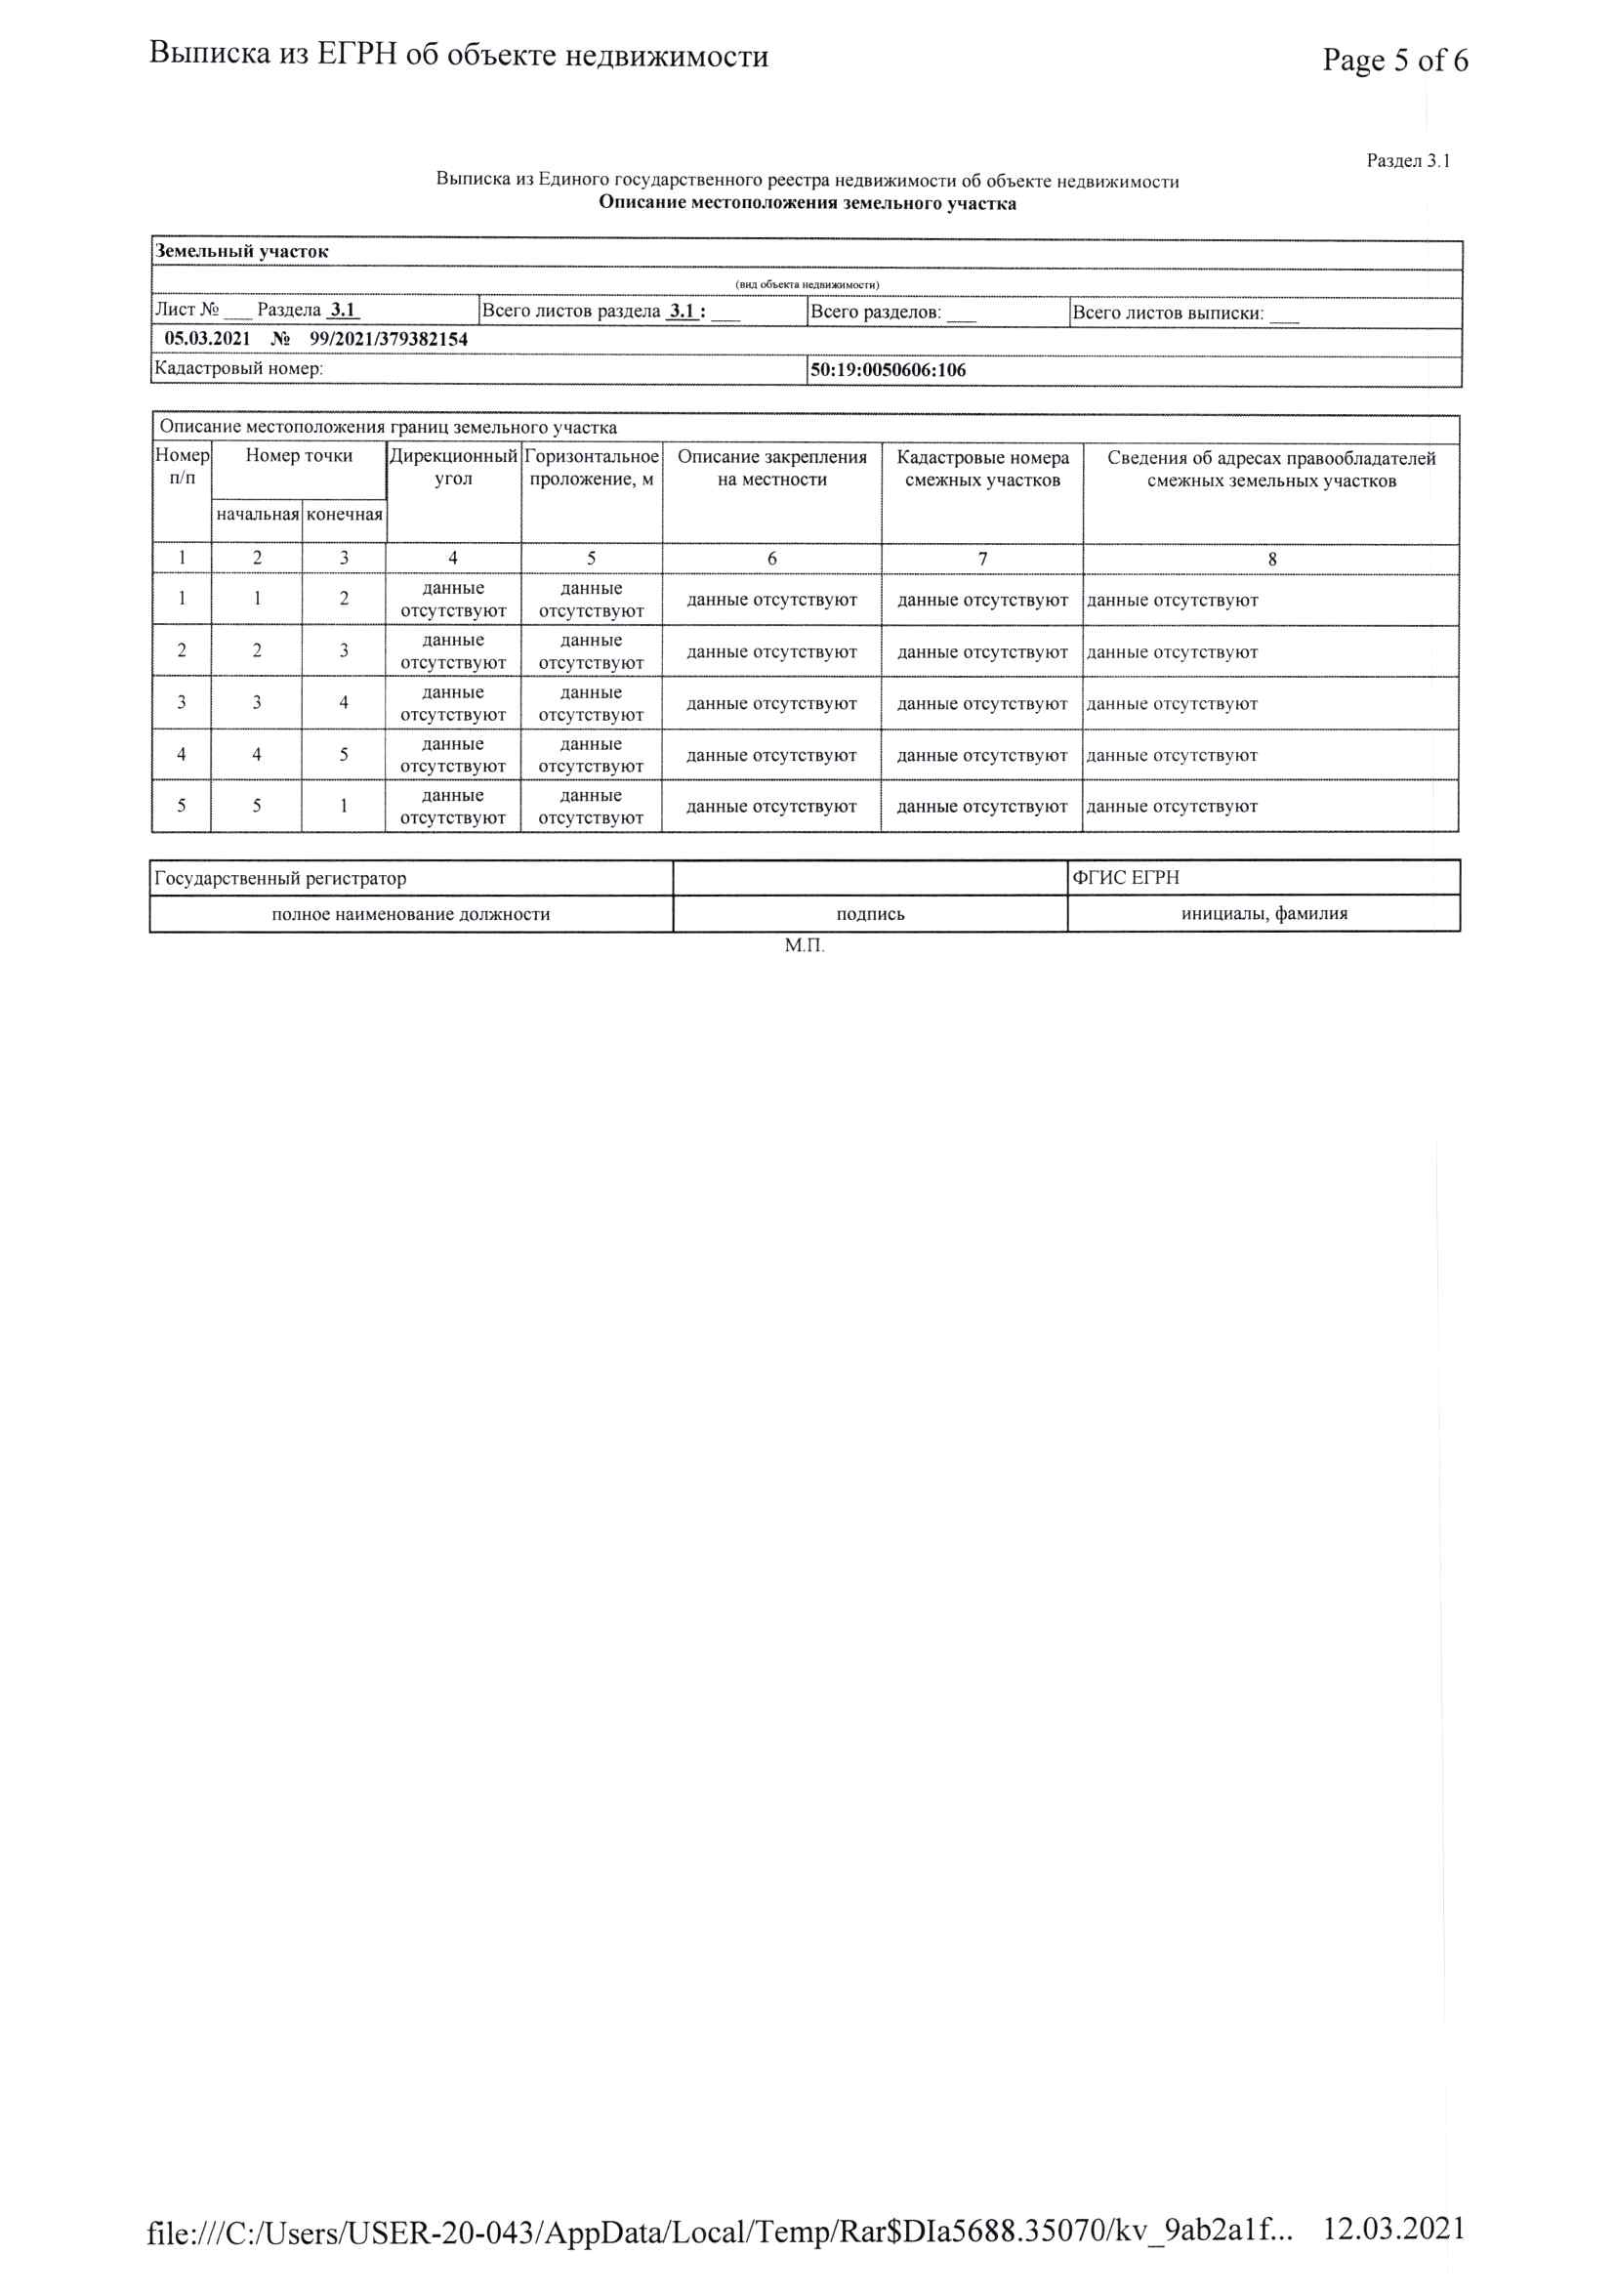 Выписка из ЕГРН об объекте недвижимости Page 5 of 6
Раздел 3.1
Выписка из Единого государственного реестра недвижимости об объекте недвижимости
Описание местоположения земельного участка
Земельный участок
(вид объекта недвижимости)
Лист № ___ Раздела 3.1 Всего листов раздела 3.1 : ___ Всего разделов: ___ Всего листов выписки: ___
05.03.2021 № 99/2021/379382154
Кадастровый номер: 50:19:0050606:106
Описание местоположения границ земельного участка
Номер п/п Номер точки Дирекционный угол Горизонтальное проложение, м Описание закрепления на местности Кадастровые номера смежных участков Сведения об адресах правообладателей смежных земельных участков
начальная конечная
1 2 3 4 5 6 7 8
1 1 2 данные отсутствуют данные отсутствуют данные отсутствуют данные отсутствуют данные отсутствуют
2 2 3 данные отсутствуют данные отсутствуют данные отсутствуют данные отсутствуют данные отсутствуют
3 3 4 данные отсутствуют данные отсутствуют данные отсутствуют данные отсутствуют данные отсутствуют
4 4 5 данные отсутствуют данные отсутствуют данные отсутствуют данные отсутствуют данные отсутствуют
5 5 1 данные отсутствуют данные отсутствуют данные отсутствуют данные отсутствуют данные отсутствуют
Государственный регистратор ФГИС ЕГРН
полное наименование должности подпись инициалы, фамилия
М.П.
file:///C:/Users/USER-20-043/AppData/Local/Temp/Rar$DIa5688.35070/kv_9ab2a1f... 12.03.2021